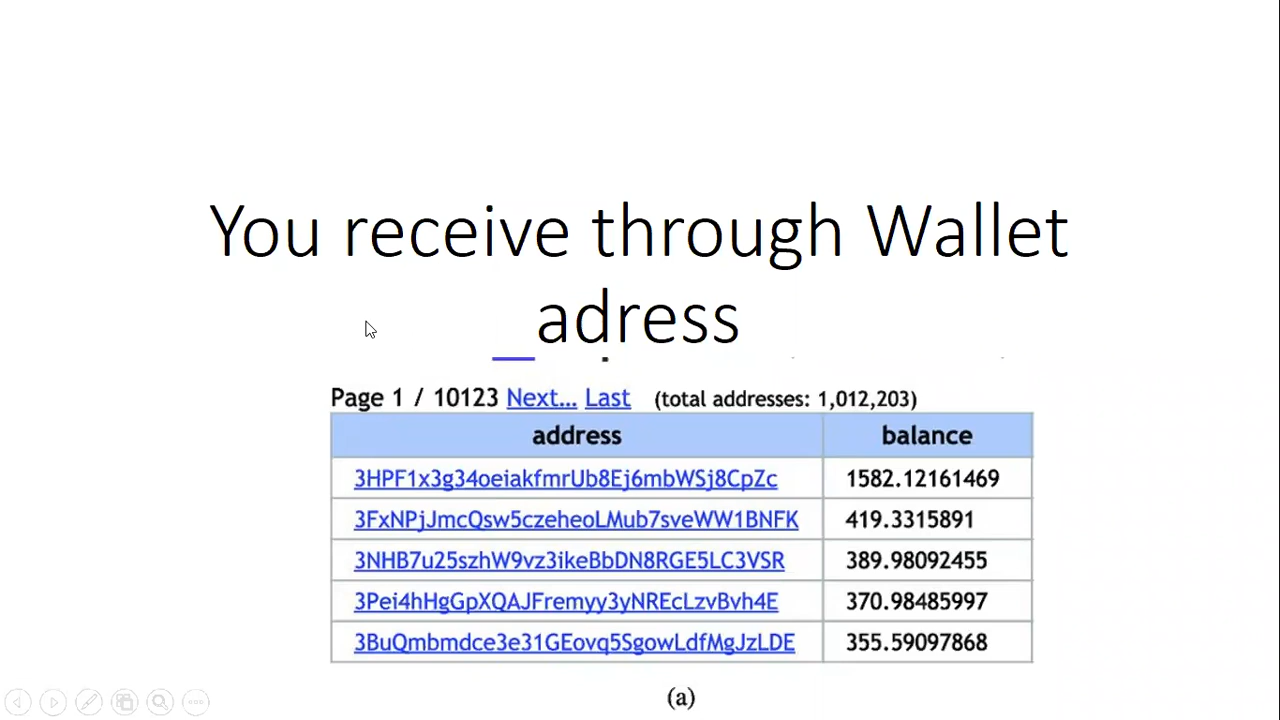 You receive through Wallet
adress
Page 1 / 10123 Next... Last (total addresses: 1,012,203)
address balance
3HPF1x3g34oeiakfmrUb8Ej6mbWSj8CpZc 1582.12161469
3FxNPjJmcQsw5czeheoLMub7sveWW1BNFK 419.3315891
3NHB7u25szhW9vz3ikeBbDN8RGE5LC3VSR 389.98092455
3Pei4hHgGpXQAJFremyy3yNREcLzvBvh4E 370.98485997
3BuQmbmdce3e31GEovq5SgowLdfMgJzLDE 355.59097868
(a)